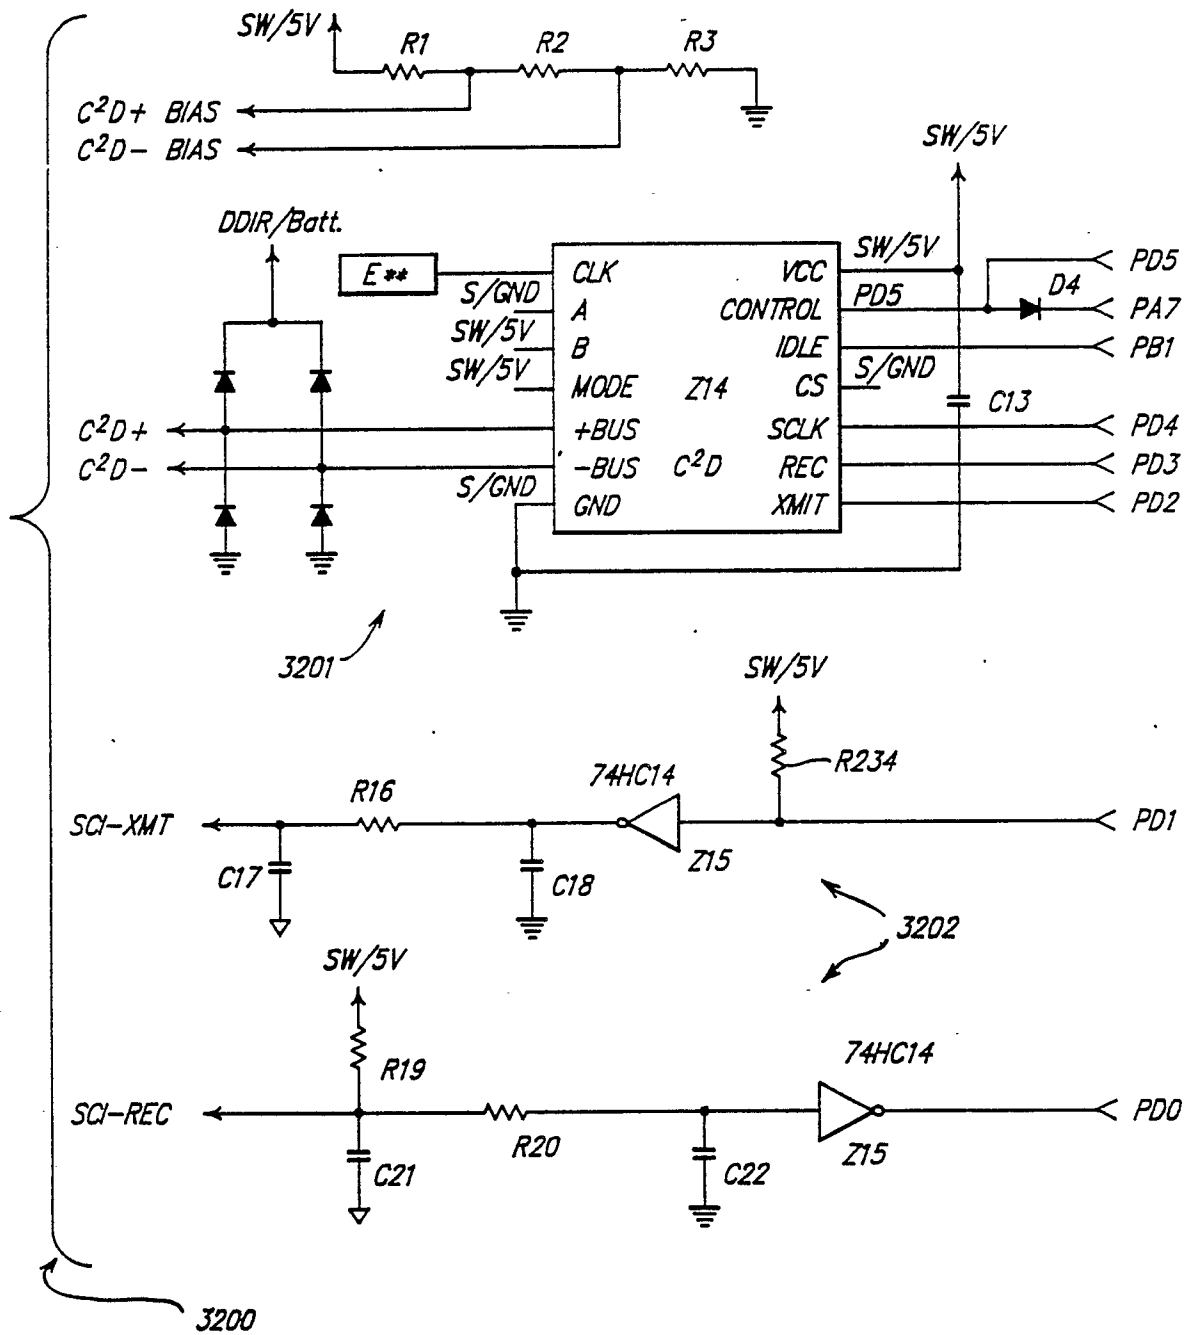 SW/5V
R1
R2
R3
C²D+ BIAS
C²D- BIAS
SW/5V
DDIR/Batt.
E**
S/GND
SW/5V
SW/5V
CLK
A
B
MODE
+BUS
-BUS
GND
Z14
C²D
VCC
CONTROL
IDLE
CS
SCLK
REC
XMIT
SW/5V
PD5
S/GND
D4
C13
PD5
PA7
PB1
PD4
PD3
PD2
C²D+
C²D-
S/GND
3201
SW/5V
R234
74HC14
Z15
R16
SCI-XMT
PD1
C17
C18
3202
SW/5V
R19
74HC14
SCI-REC
R20
Z15
PD0
C21
C22
3200